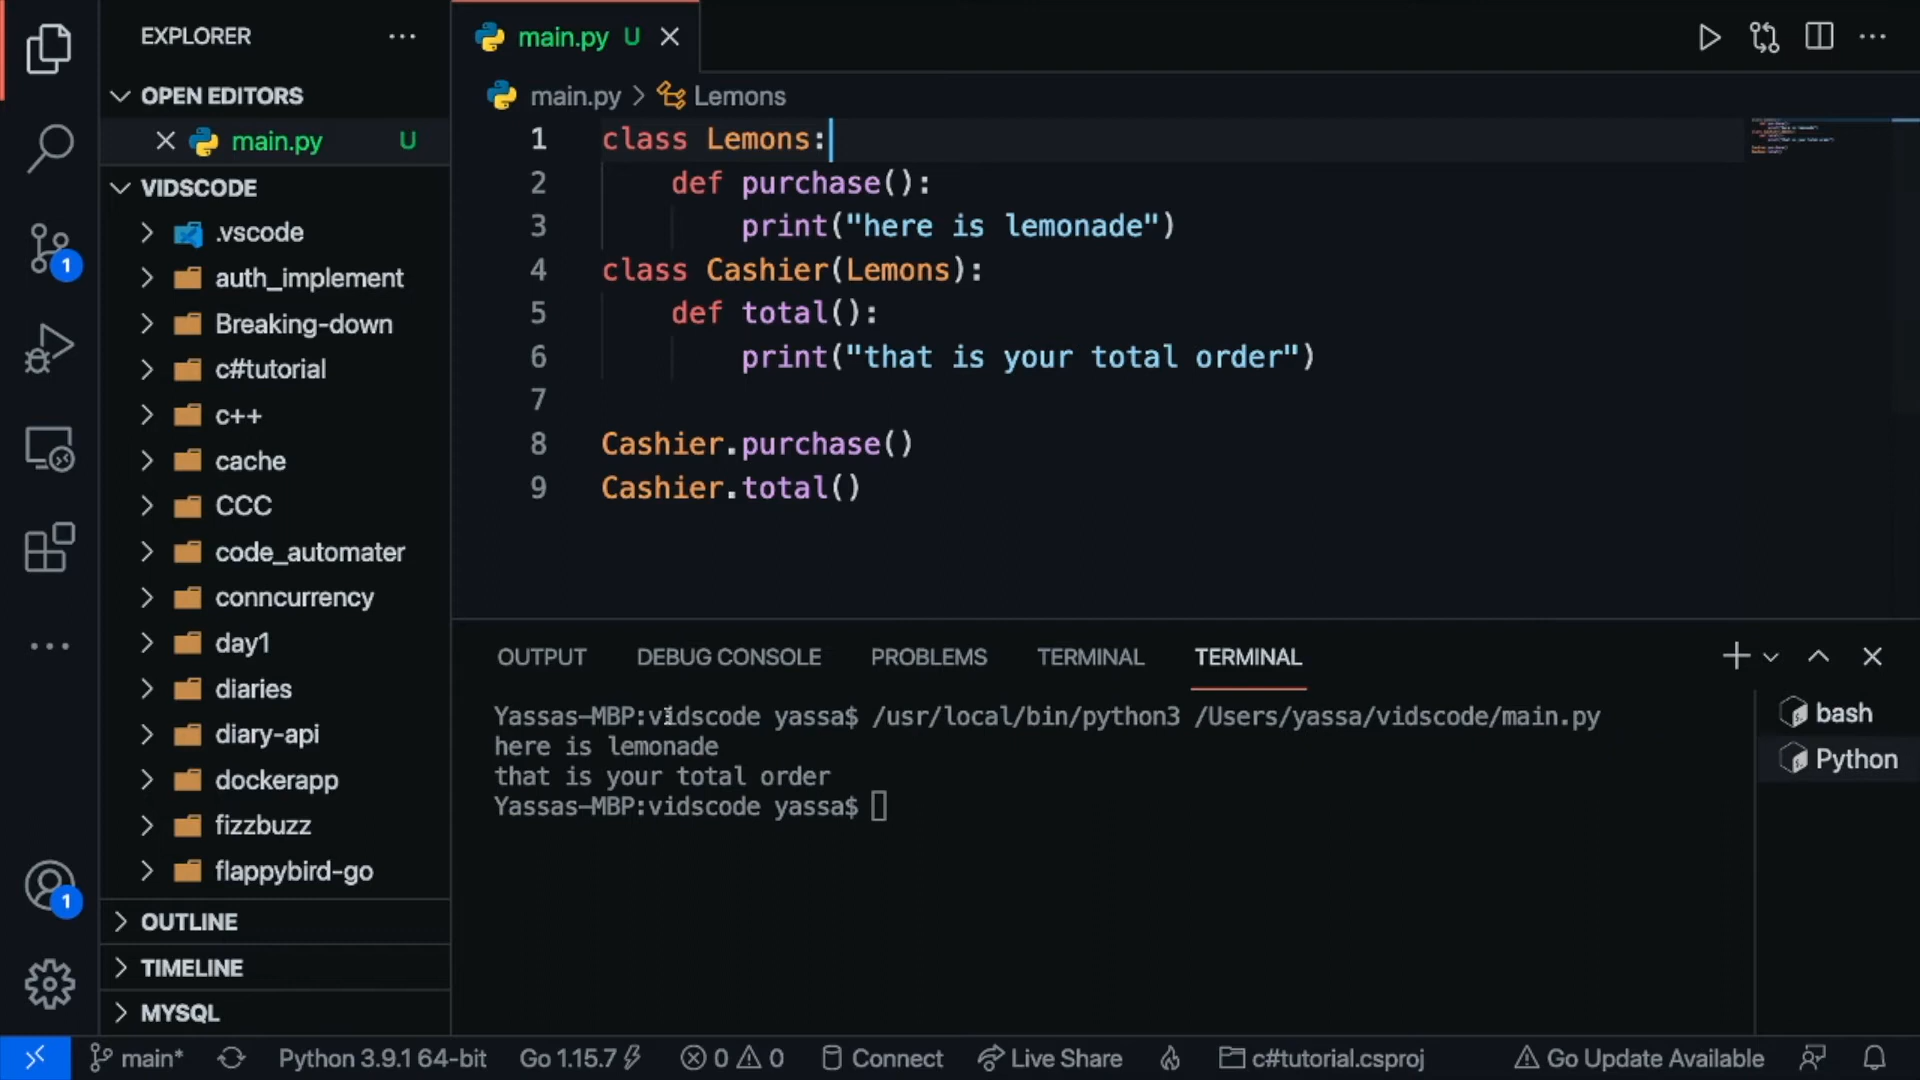 EXPLORER
OPEN EDITORS
main.py U
VIDSCODE
.vscode
auth_implement
Breaking-down
c#tutorial
c++
cache
CCC
code_automater
conncurrency
day1
diaries
diary-api
dockerapp
fizzbuzz
flappybird-go
OUTLINE
TIMELINE
MYSQL
1
1
main.py U
main.py > Lemons
1 class Lemons:
2 def purchase():
3 print("here is lemonade")
4 class Cashier(Lemons):
5 def total():
6 print("that is your total order")
7
8 Cashier.purchase()
9 Cashier.total()
OUTPUT DEBUG CONSOLE PROBLEMS TERMINAL TERMINAL
Yassas-MBP:vidscode yassa$ /usr/local/bin/python3 /Users/yassa/vidscode/main.py
here is lemonade
that is your total order
Yassas-MBP:vidscode yassa$
bash
Python
main* Python 3.9.1 64-bit Go 1.15.7 0 0 Connect Live Share c#tutorial.csproj Go Update Available